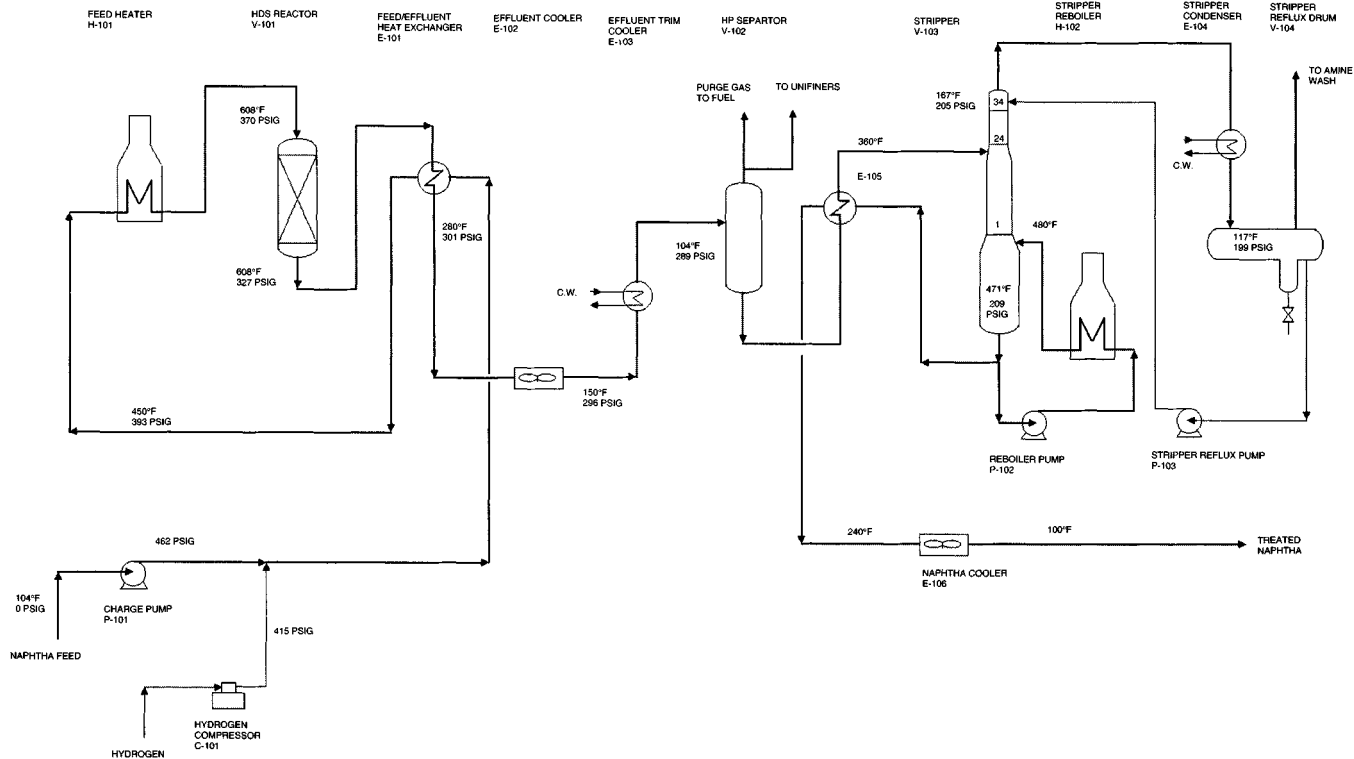 FEED HEATER
H-101
HDS REACTOR
V-101
FEED/EFFLUENT
HEAT EXCHANGER
E-101
EFFLUENT COOLER
E-102
EFFLUENT TRIM
COOLER
E-103
HP SEPARTOR
V-102
STRIPPER
V-103
STRIPPER
REBOILER
H-102
STRIPPER
CONDENSER
E-104
STRIPPER
REFLUX DRUM
V-104
608°F
370 PSIG
608°F
327 PSIG
280°F
301 PSIG
450°F
393 PSIG
C.W.
150°F
296 PSIG
PURGE GAS
TO FUEL
TO UNIFINERS
104°F
289 PSIG
360°F
E-105
167°F
205 PSIG
34
24
1
480°F
471°F
209
PSIG
C.W.
TO AMINE
WASH
117°F
199 PSIG
REBOILER PUMP
P-102
STRIPPER REFLUX PUMP
P-103
240°F
100°F
NAPHTHA COOLER
E-106
TREATED
NAPHTHA
462 PSIG
104°F
0 PSIG
CHARGE PUMP
P-101
NAPHTHA FEED
415 PSIG
HYDROGEN
COMPRESSOR
C-101
HYDROGEN